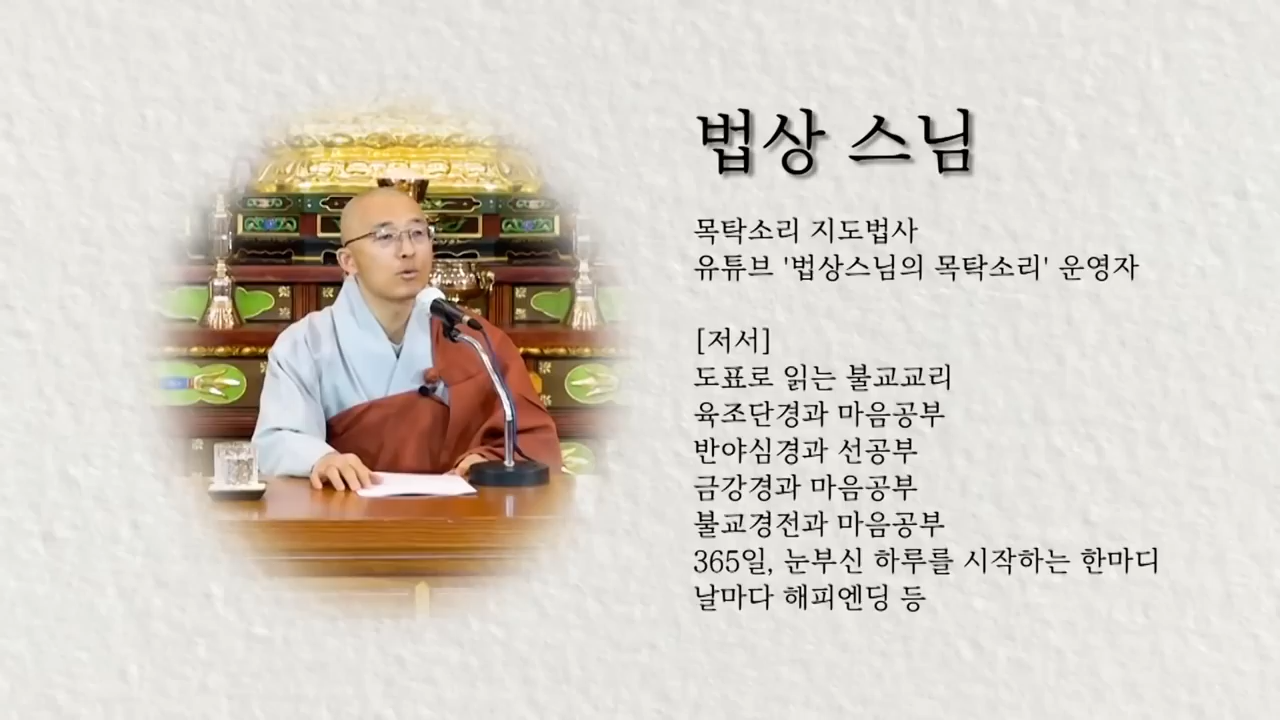 법상 스님
목탁소리 지도법사
유튜브 '법상스님의 목탁소리' 운영자
[저서]
도표로 읽는 불교교리
육조단경과 마음공부
반야심경과 선공부
금강경과 마음공부
불교경전과 마음공부
365일, 눈부신 하루를 시작하는 한마디
날마다 해피엔딩 등